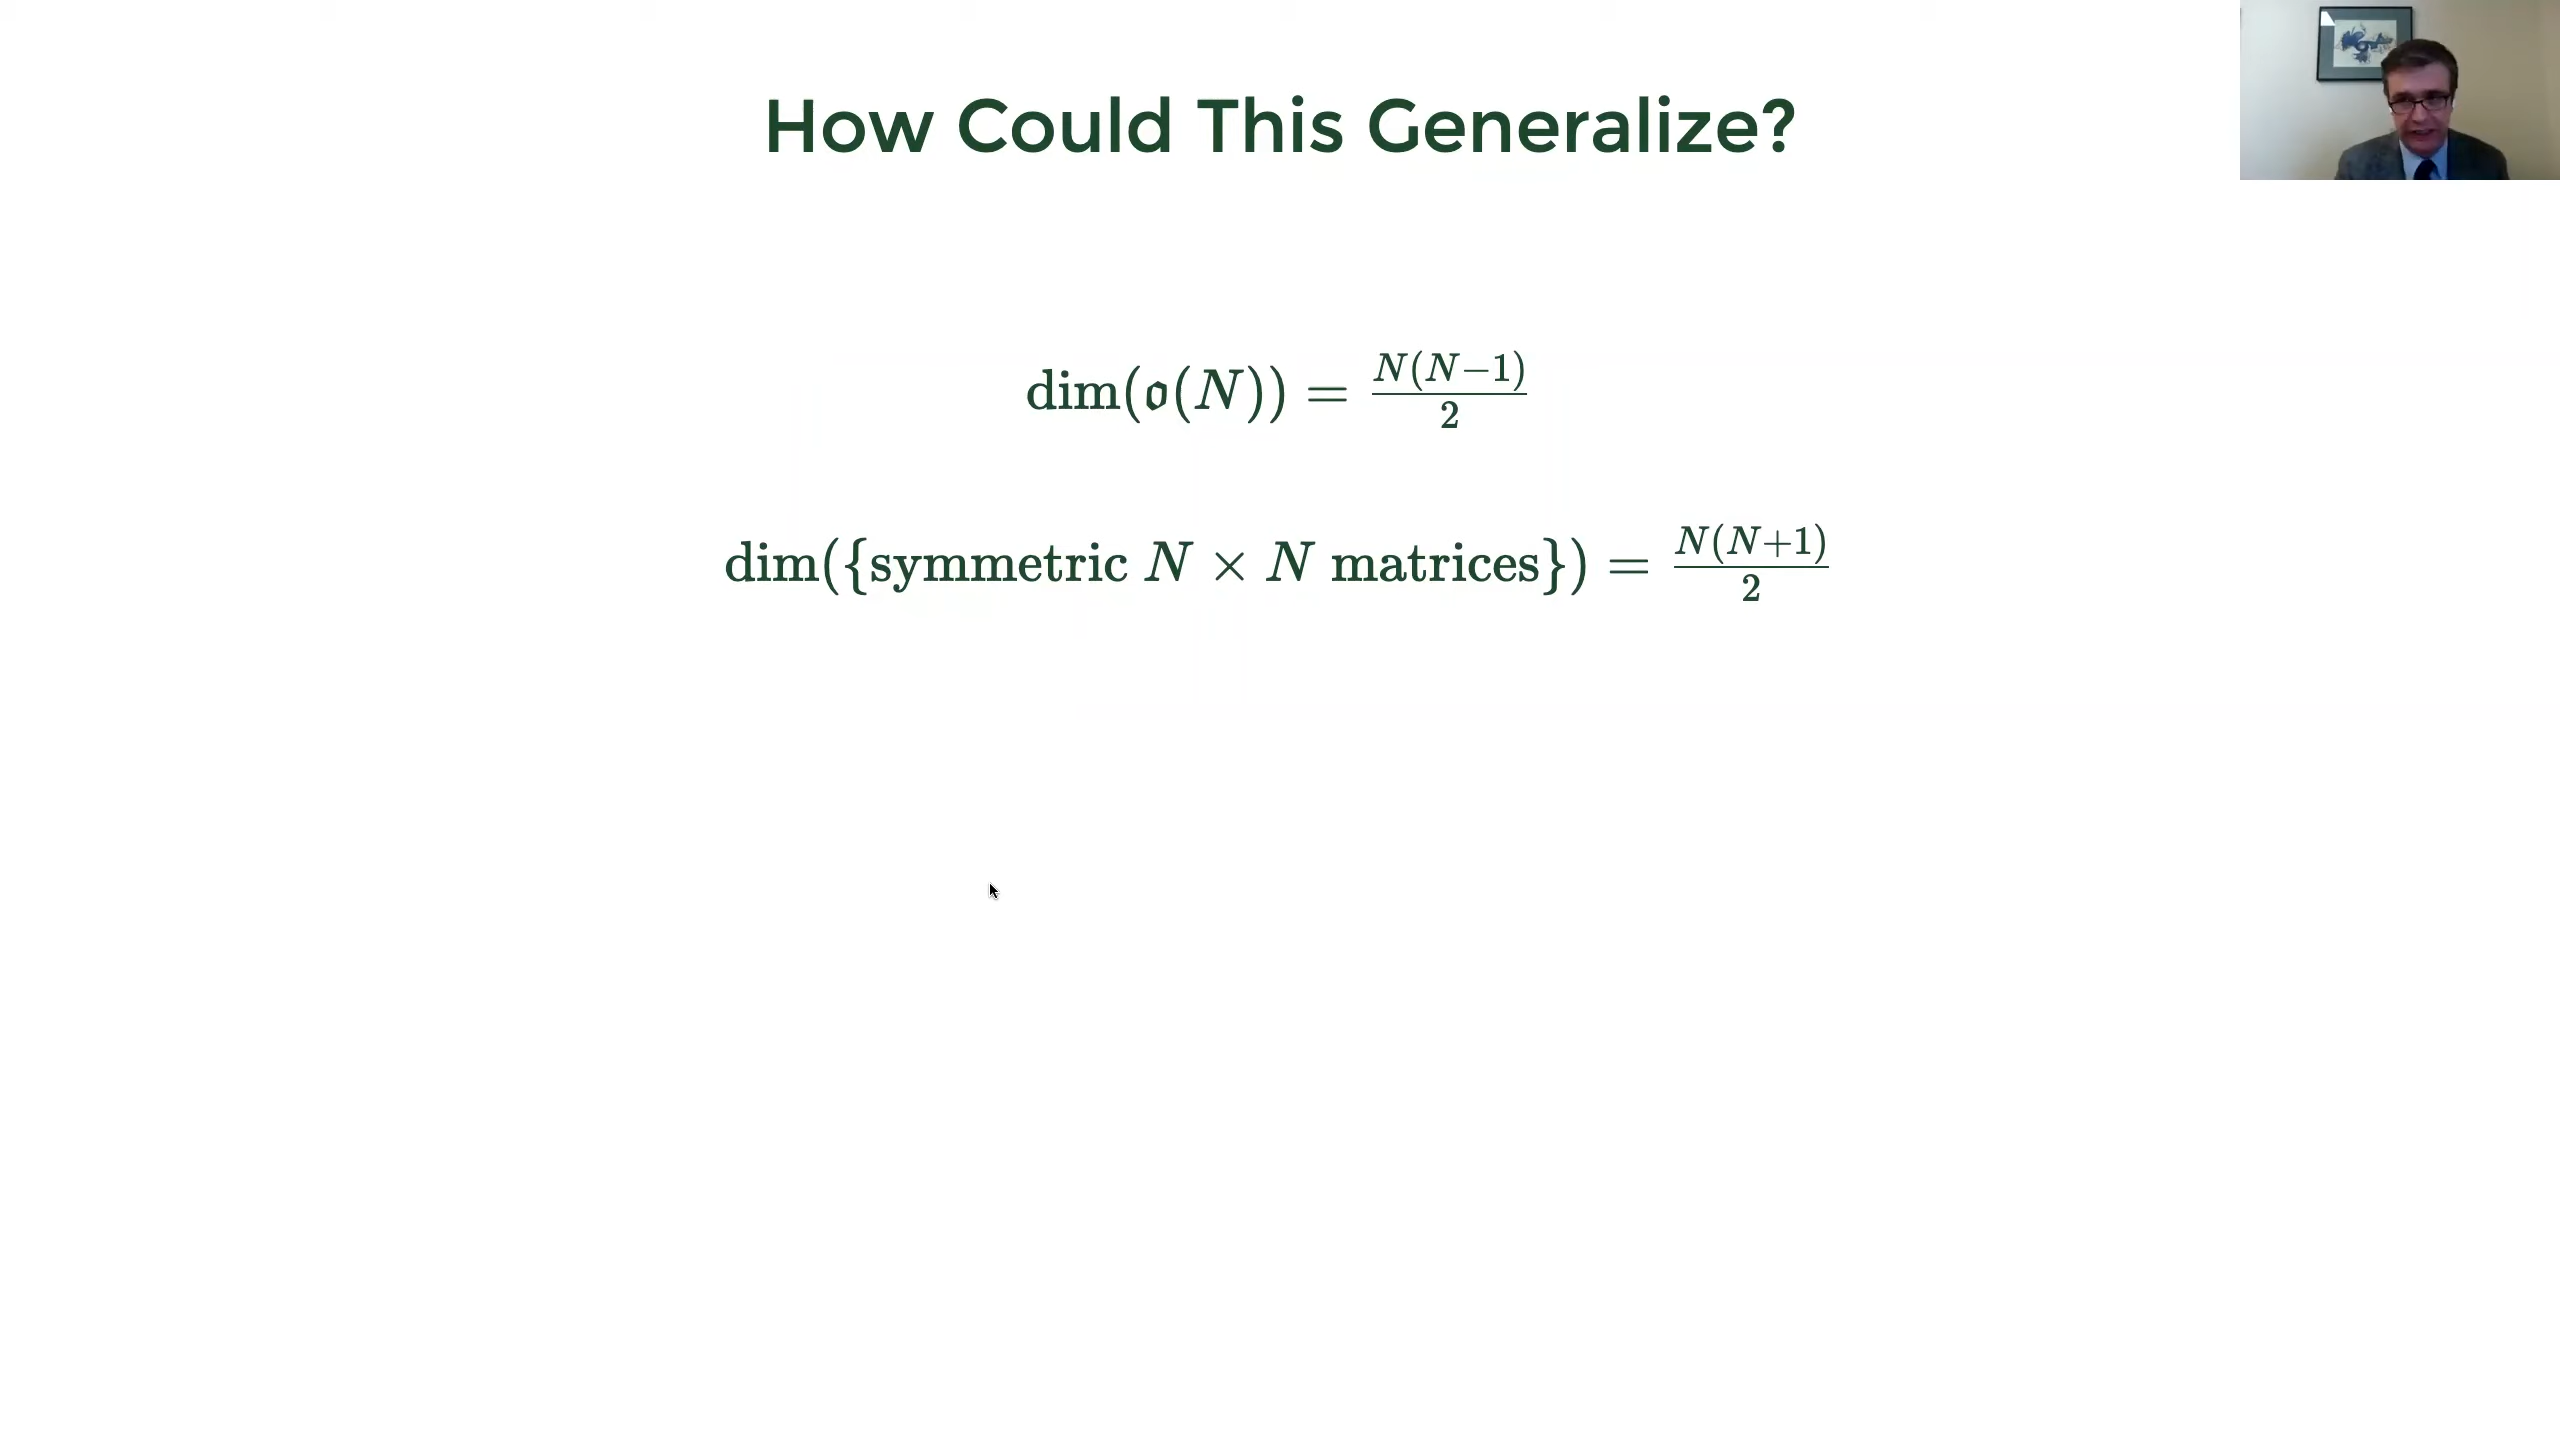 How Could This Generalize?
dim(𝔬(N)) = N(N−1)/2
dim({symmetric N × N matrices}) = N(N+1)/2